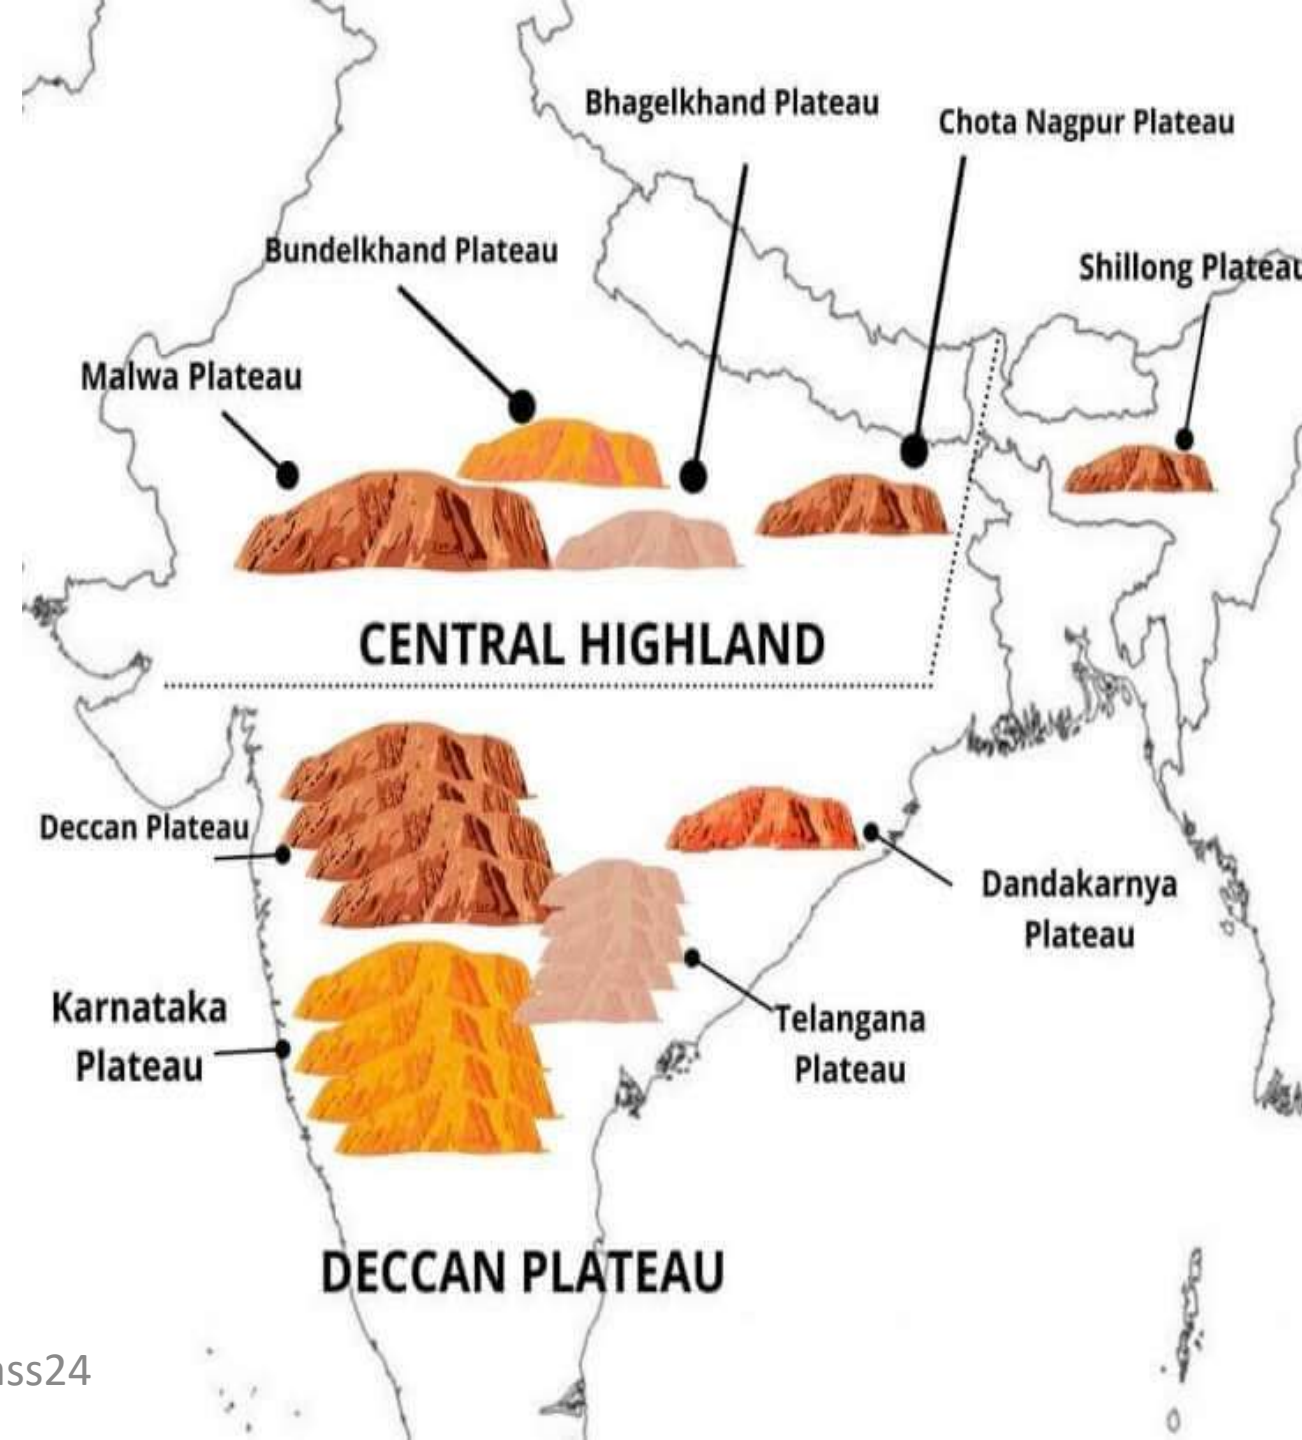 Bhagelkhand Plateau
Chota Nagpur Plateau
Bundelkhand Plateau
Shillong Plateau
Malwa Plateau
CENTRAL HIGHLAND
Deccan Plateau
Dandakarnya
Plateau
Karnataka
Plateau
Telangana
Plateau
DECCAN PLATEAU
ss24